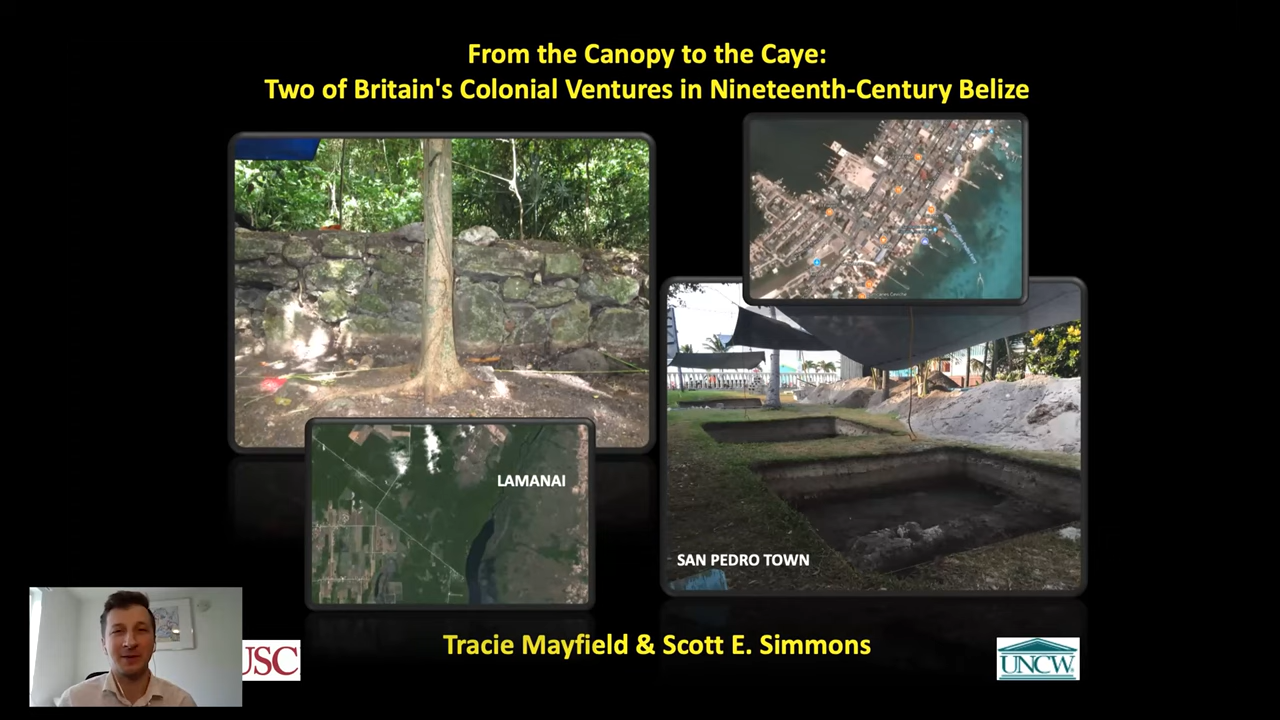 From the Canopy to the Caye:
Two of Britain's Colonial Ventures in Nineteenth-Century Belize
LAMANAI
SAN PEDRO TOWN
Tracie Mayfield & Scott E. Simmons
USC
UNCW